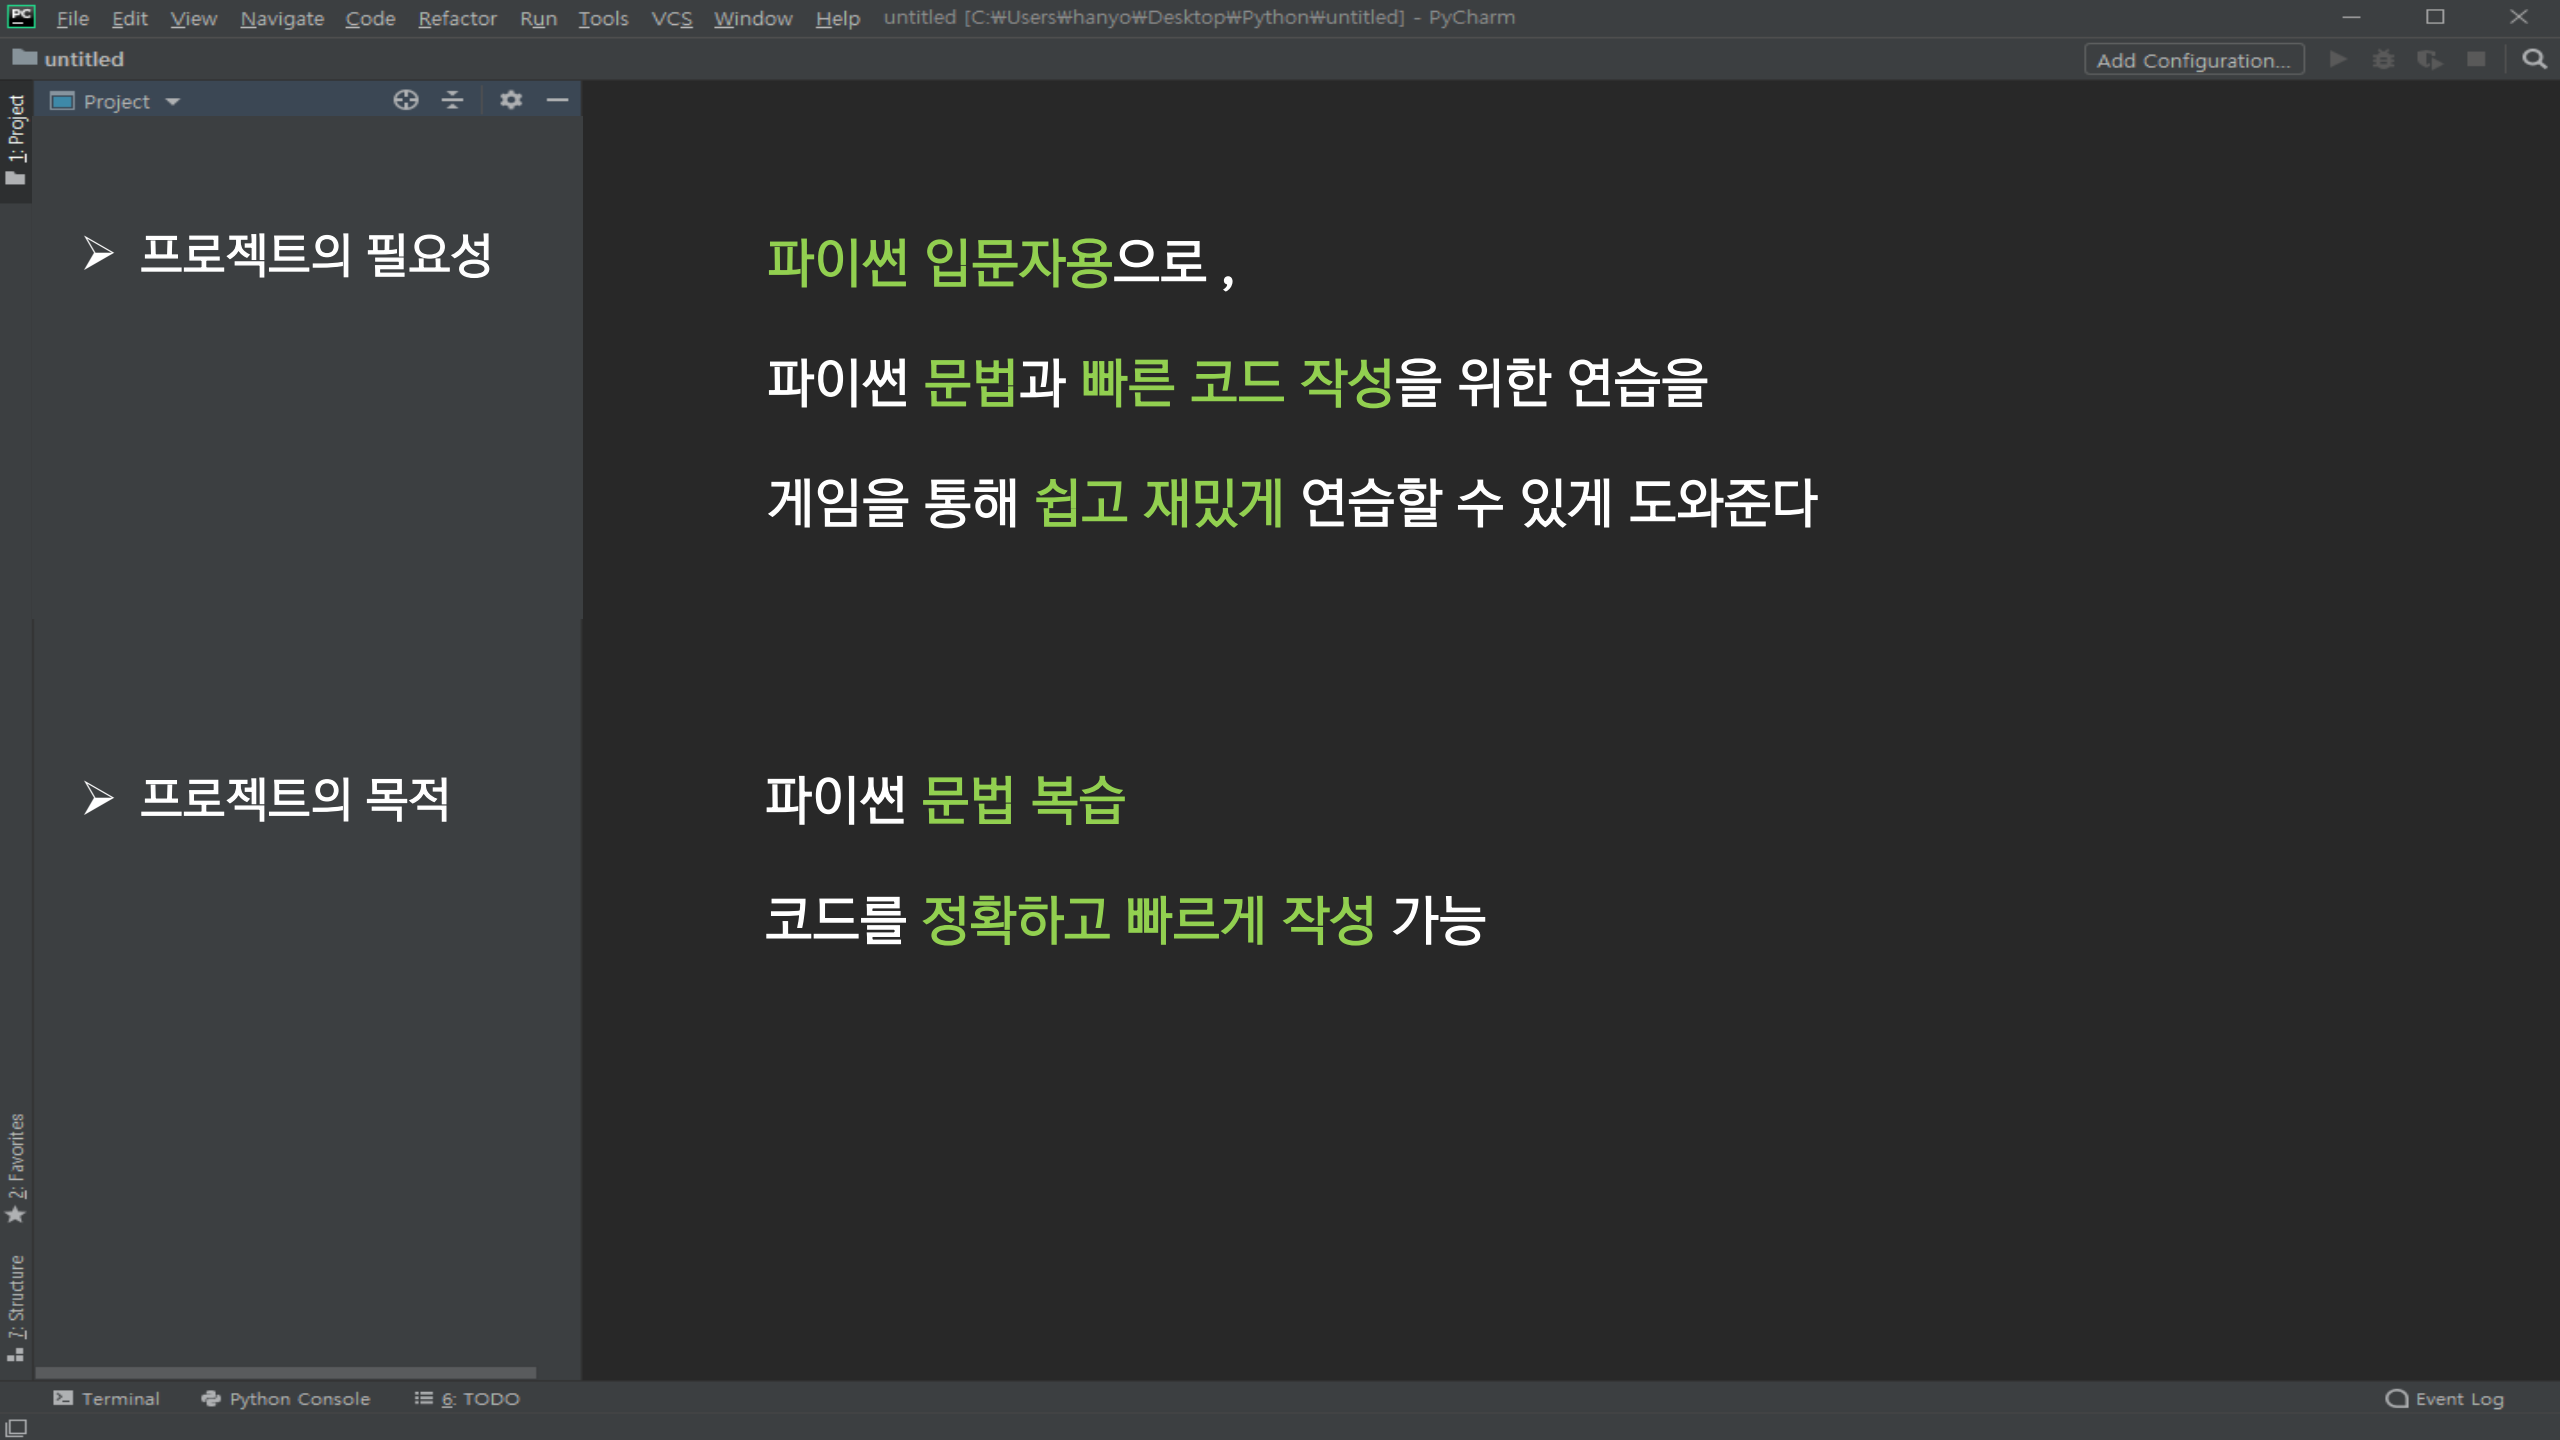 PC File Edit View Navigate Code Refactor Run Tools VCS Window Help untitled [C:₩Users₩hanyo₩Desktop₩Python₩untitled] - PyCharm
untitled
Add Configuration...
Project
1: Project
➢ 프로젝트의 필요성
파이썬 입문자용으로 ,
파이썬 문법과 빠른 코드 작성을 위한 연습을
게임을 통해 쉽고 재밌게 연습할 수 있게 도와준다
➢ 프로젝트의 목적
파이썬 문법 복습
코드를 정확하고 빠르게 작성 가능
2: Favorites
7: Structure
Terminal
Python Console
6: TODO
Event Log